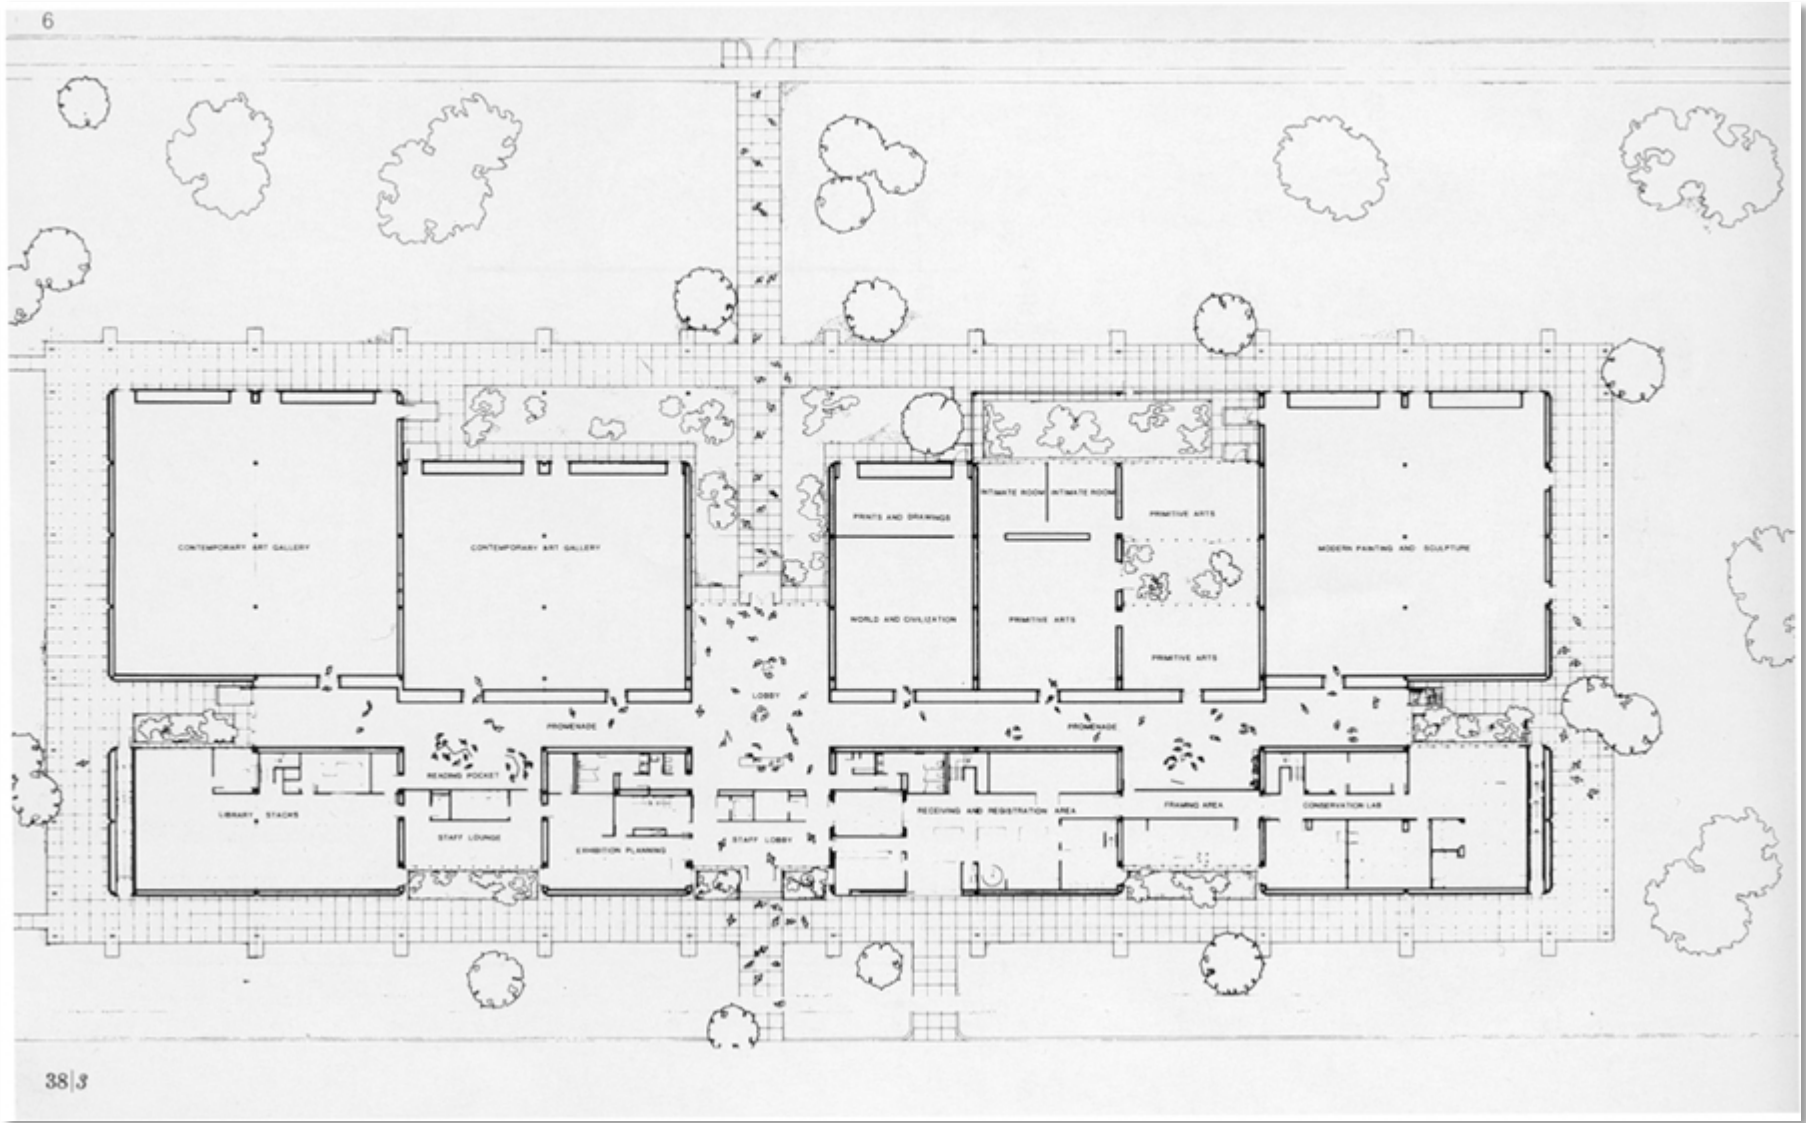 6
INTIMATE ROOM INTIMATE ROOM
PRINTS AND DRAWINGS
PRIMITIVE ARTS
CONTEMPORARY ART GALLERY
CONTEMPORARY ART GALLERY
MODERN PAINTING AND SCULPTURE
WORLD AND CIVILIZATION
PRIMITIVE ARTS
PRIMITIVE ARTS
LOBBY
PROMENADE
PROMENADE
READING POCKET
LIBRARY STACKS
RECEIVING AND REGISTRATION AREA
FRAMING AREA
CONSERVATION LAB
STAFF LOUNGE
STAFF LOBBY
EXHIBITION PLANNING
38|3